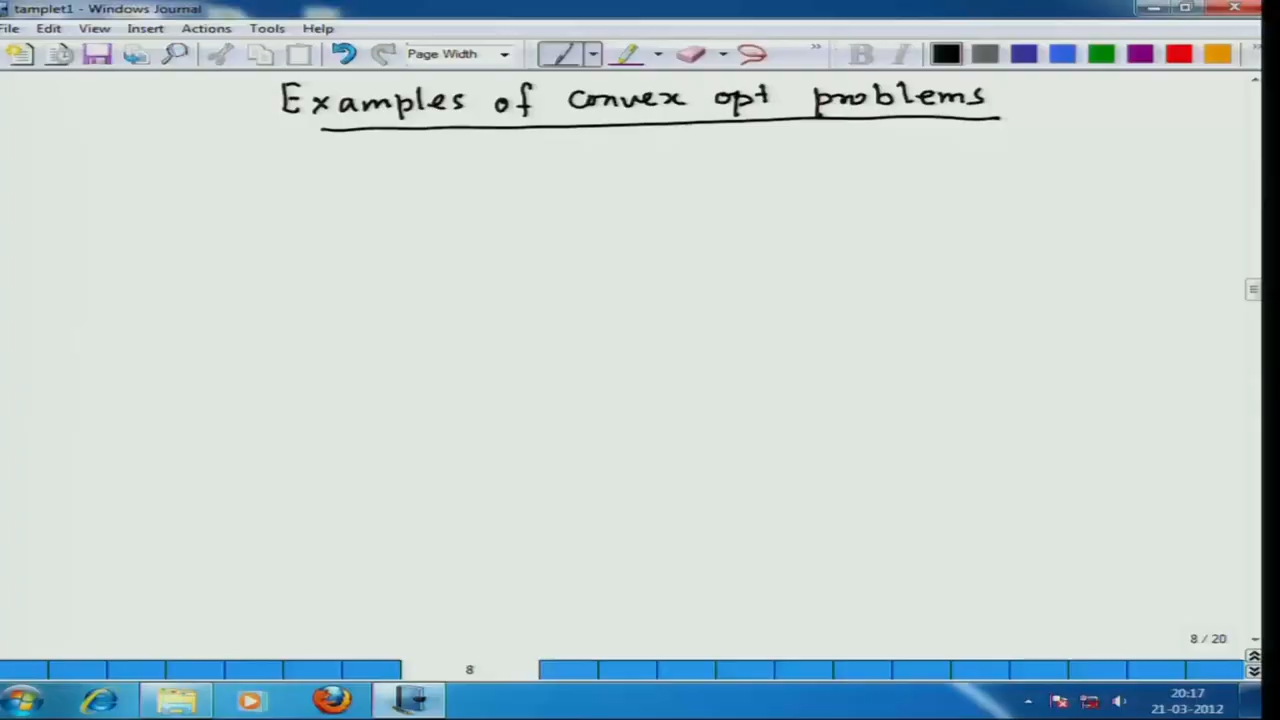 tamplet1 - Windows Journal
File Edit View Insert Actions Tools Help
Page Width B I
Examples of convex opt problems
8 / 20
8
20:17
21-03-2012